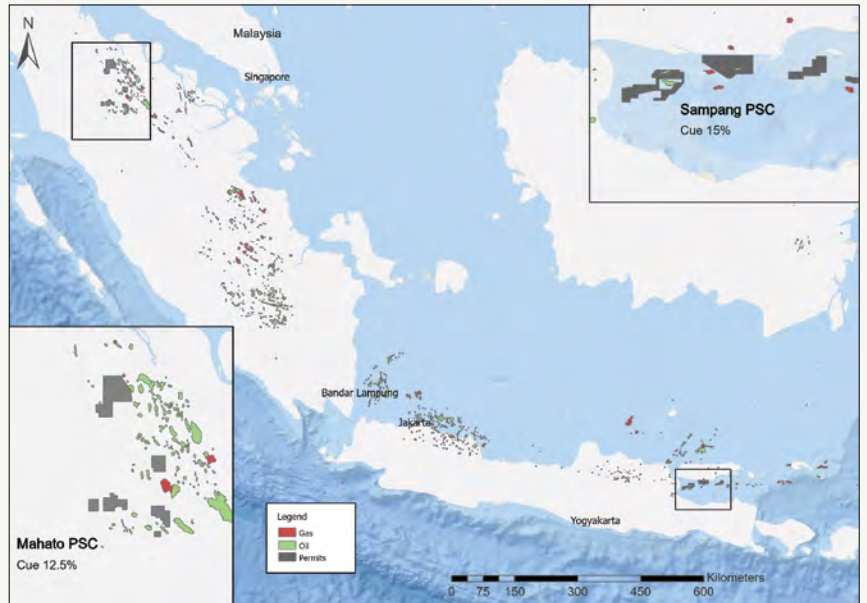 N
Malaysia
Singapore
Sampang PSC
Cue 15%
Bandar Lampung
Jakarta
Yogyakarta
Mahato PSC
Cue 12.5%
Legend
Gas
Oil
Permits
Kilometers
0 75 150 300 450 600